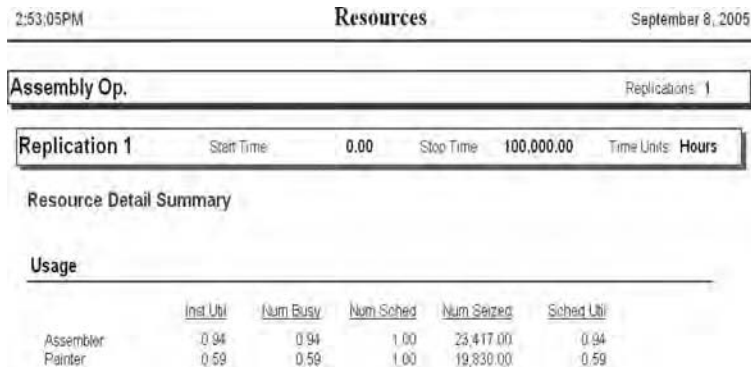 2:53:05PM Resources September 8, 2005
Assembly Op. Replications: 1
Replication 1 Start Time: 0.00 Stop Time: 100,000.00 Time Units: Hours
Resource Detail Summary
Usage
Inst Util Num Busy Num Sched Num Seized Sched Util
Assembler 0.94 0.94 1.00 23,417.00 0.94
Painter 0.59 0.59 1.00 19,830.00 0.59